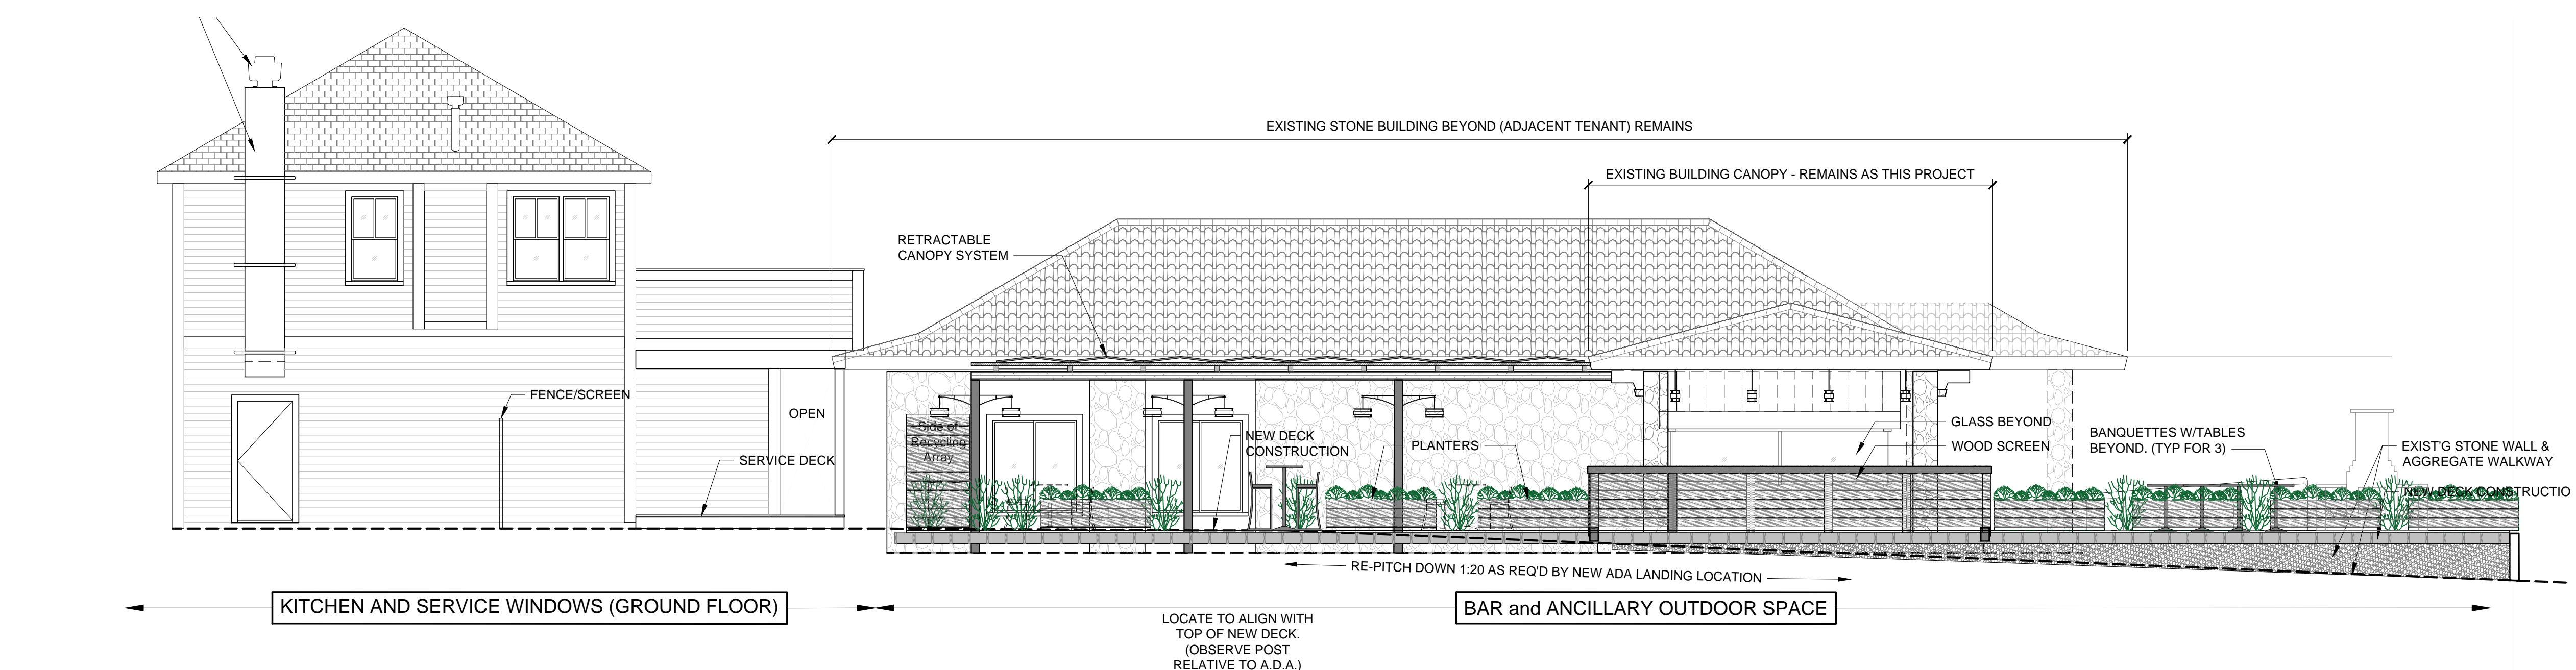 EXISTING STONE BUILDING BEYOND (ADJACENT TENANT) REMAINS
EXISTING BUILDING CANOPY - REMAINS AS THIS PROJECT
RETRACTABLE
CANOPY SYSTEM
FENCE/SCREEN
OPEN
SERVICE DECK
Side of
Recycling
Array
NEW DECK
CONSTRUCTION
PLANTERS
GLASS BEYOND
WOOD SCREEN
BANQUETTES W/TABLES
BEYOND. (TYP FOR 3)
EXIST'G STONE WALL &
AGGREGATE WALKWAY
NEW DECK CONSTRUCTIO
RE-PITCH DOWN 1:20 AS REQ'D BY NEW ADA LANDING LOCATION
KITCHEN AND SERVICE WINDOWS (GROUND FLOOR)
BAR and ANCILLARY OUTDOOR SPACE
LOCATE TO ALIGN WITH
TOP OF NEW DECK.
(OBSERVE POST
RELATIVE TO A.D.A.)